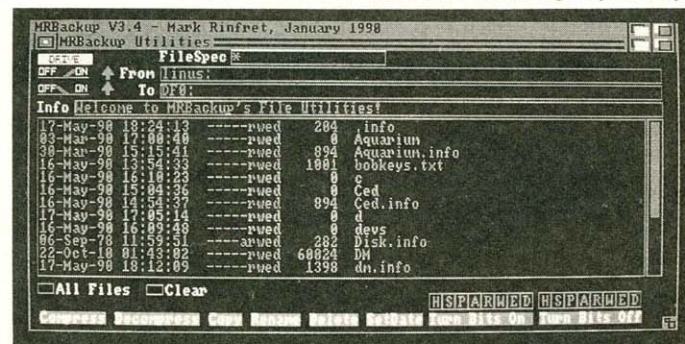 MRBackup V3.4 - Mark Rinfret, January 1990
MRBackup Utilities
DRIVE FileSpec *
OFF ON From linus:
OFF ON To DF0:
Info Welcome to MRBackup's File Utilities!
17-May-90 18:24:13 -----rwed 204 .info
03-Mar-90 17:00:40 -----rwed 0 Aquarium
30-Mar-90 15:15:41 -----rwed 894 Aquarium.info
16-May-90 13:54:33 -----rwed 1001 bobkeys.txt
16-May-90 16:10:23 -----rwed 0 c
16-May-90 15:04:36 -----rwed 0 Ced
16-May-90 14:54:37 -----rwed 894 Ced.info
16-May-90 17:05:14 -----rwed 0 d
16-May-90 16:09:48 -----rwed 0 devs
06-Sep-78 11:59:51 ----arwed 282 Disk.info
22-Oct-10 01:43:02 -----rwed 60024 DM
17-May-90 18:12:09 -----rwed 1398 dm.info
All Files Clear
HSPARWED HSPARWED
Compress Decompress Copy Rename Delete SetDate Turn Bits On Turn Bits Off